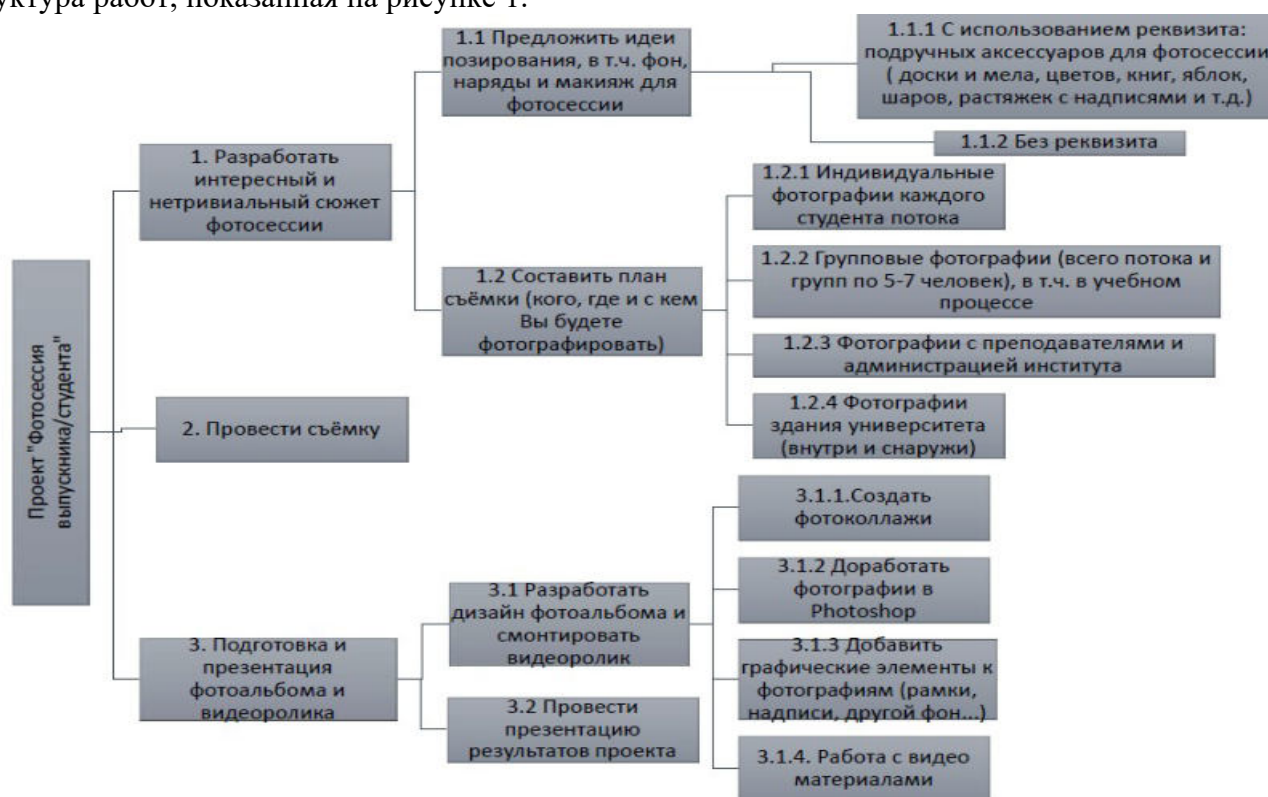 уктура работ, показанная на рисунке 1.
Проект "Фотосессия
выпускника/студента"
1. Разработать
интересный и
нетривиальный сюжет
фотосессии
1.1 Предложить идеи
позирования, в т.ч. фон,
наряды и макияж для
фотосессии
1.1.1 С использованием реквизита:
подручных аксессуаров для фотосессии
( доски и мела, цветов, книг, яблок,
шаров, растяжек с надписями и т.д.)
1.1.2 Без реквизита
1.2 Составить план
съёмки (кого, где и с кем
Вы будете
фотографировать)
1.2.1 Индивидуальные
фотографии каждого
студента потока
1.2.2 Групповые фотографии (всего потока и
групп по 5-7 человек), в т.ч. в учебном
процессе
1.2.3 Фотографии с преподавателями и
администрацией института
1.2.4 Фотографии
здания университета
(внутри и снаружи)
2. Провести съёмку
3. Подготовка и
презентация
фотоальбома и
видеоролика
3.1 Разработать
дизайн фотоальбома и
смонтировать
видеоролик
3.1.1.Создать
фотоколлажи
3.1.2 Доработать
фотографии в
Photoshop
3.1.3 Добавить
графические элементы к
фотографиям (рамки,
надписи, другой фон...)
3.1.4. Работа с видео
материалами
3.2 Провести
презентацию
результатов проекта